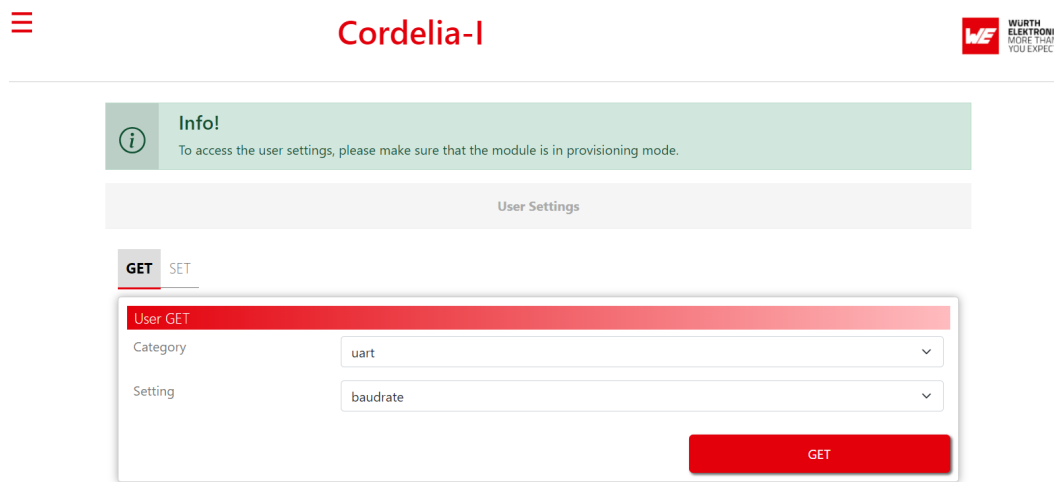 ☰
Cordelia-I
WURTH
ELEKTRONI
MORE THAN
YOU EXPECT
Info!
To access the user settings, please make sure that the module is in provisioning mode.
User Settings
GET SET
User GET
Category
uart
Setting
baudrate
GET